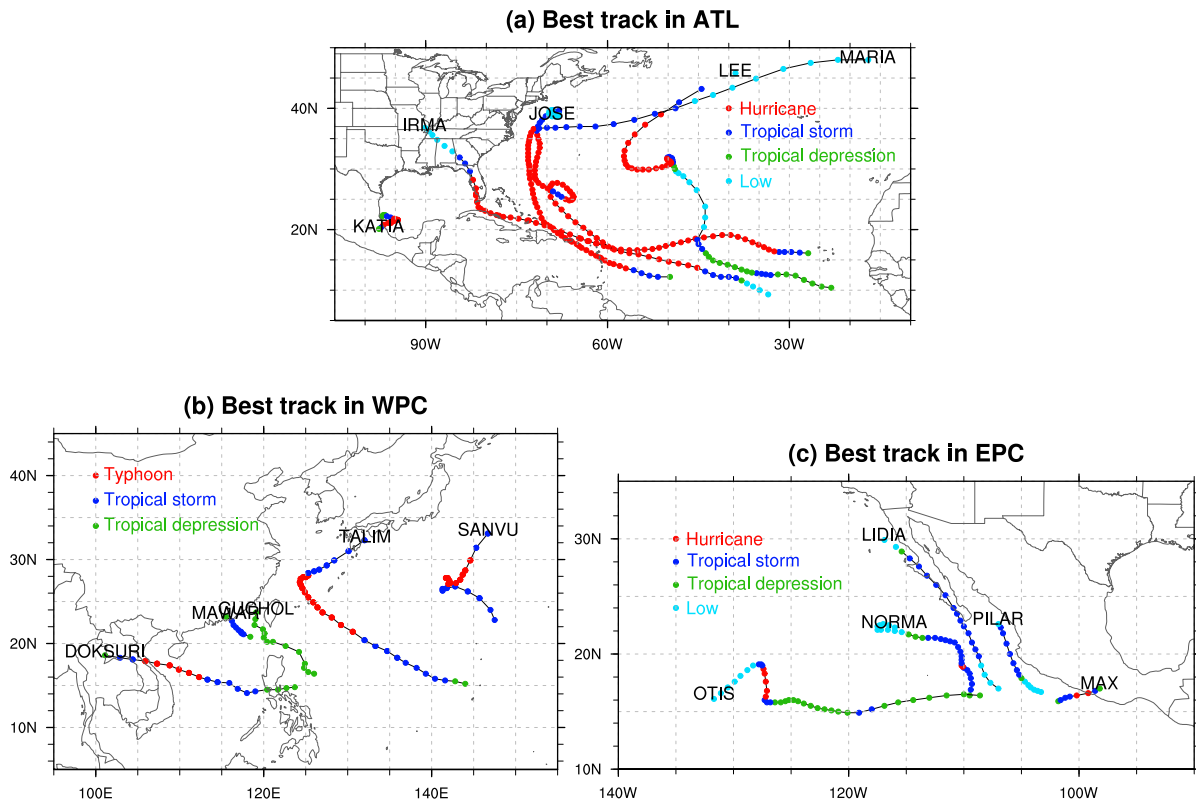 (a) Best track in ATL
MARIA
LEE
40N
JOSE
Hurricane
IRMA
Tropical storm
Tropical depression
Low
KATIA
20N
90W
60W
30W
(b) Best track in WPC
40N
Typhoon
Tropical storm
Tropical depression
TALIM
SANVU
30N
MAWAR
GUCHOL
20N
DOKSURI
10N
100E
120E
140E
(c) Best track in EPC
Hurricane
LIDIA
30N
Tropical storm
Tropical depression
Low
NORMA
PILAR
20N
OTIS
MAX
10N
140W
120W
100W